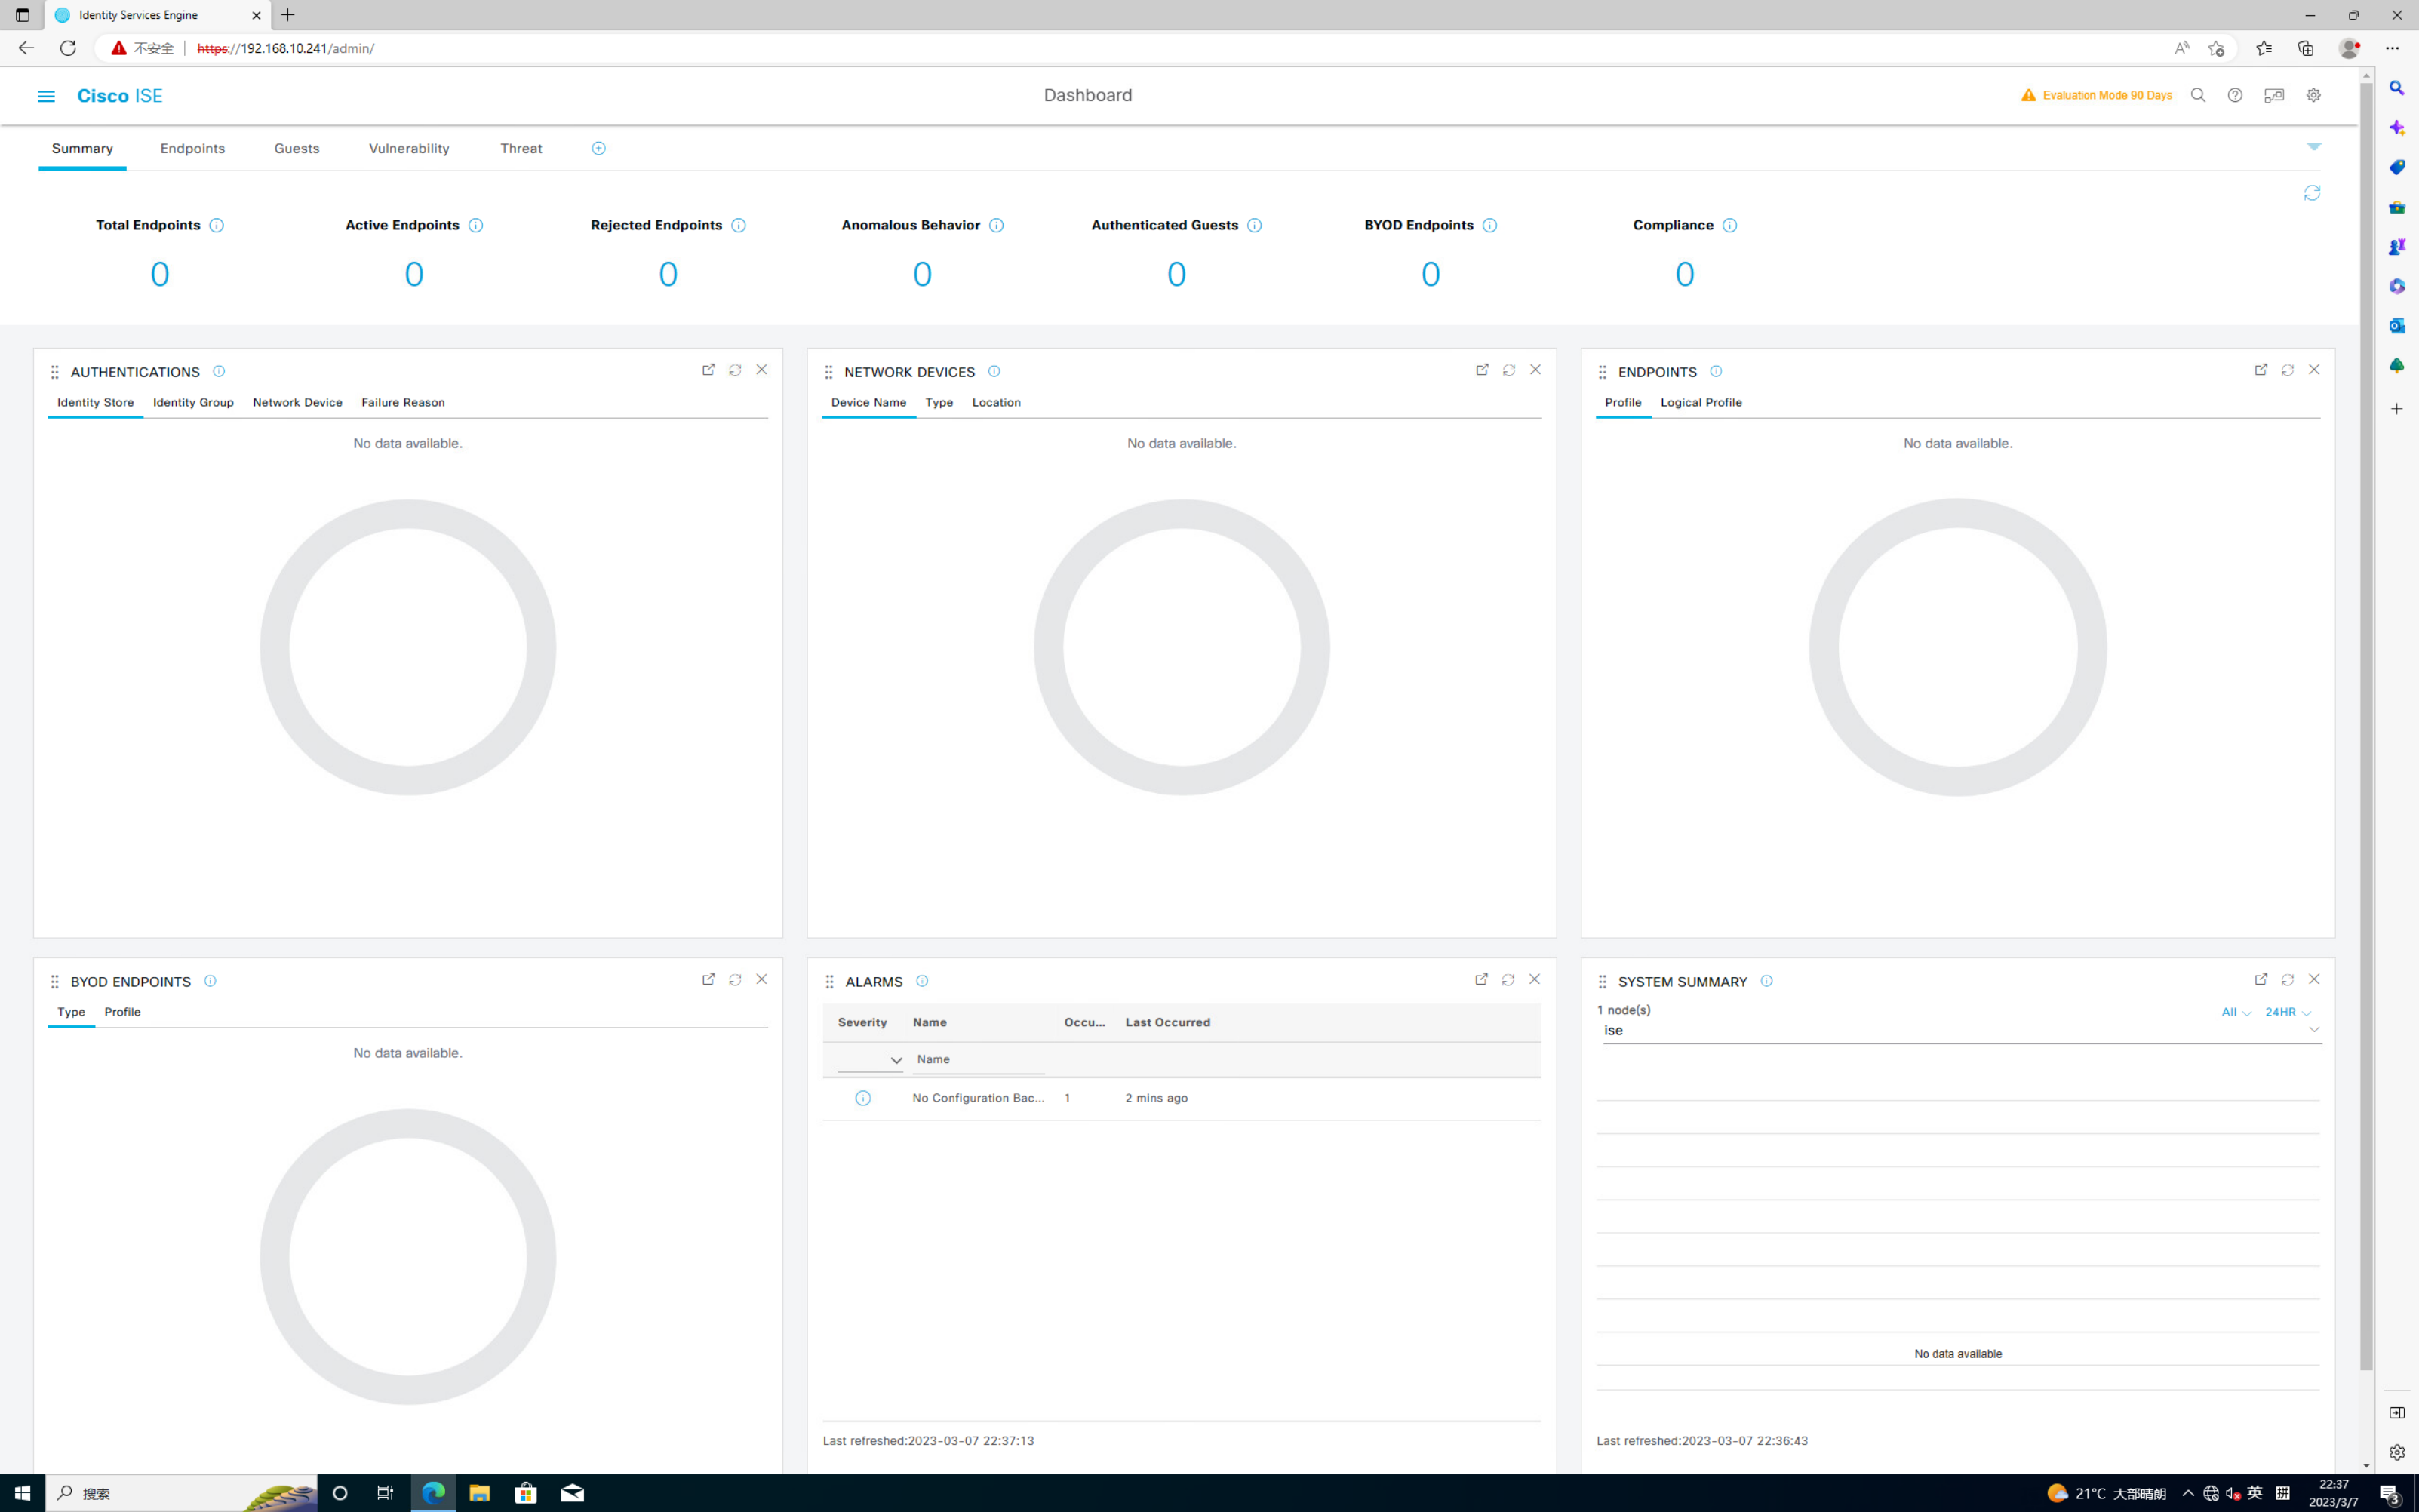 Identity Services Engine
不安全 https://192.168.10.241/admin/
Cisco ISE
Dashboard
Evaluation Mode 90 Days
Summary Endpoints Guests Vulnerability Threat
Total Endpoints Active Endpoints Rejected Endpoints Anomalous Behavior Authenticated Guests BYOD Endpoints Compliance
0 0 0 0 0 0 0
AUTHENTICATIONS
Identity Store Identity Group Network Device Failure Reason
No data available.
NETWORK DEVICES
Device Name Type Location
No data available.
ENDPOINTS
Profile Logical Profile
No data available.
BYOD ENDPOINTS
Type Profile
No data available.
ALARMS
Severity Name Occu... Last Occurred
Name
No Configuration Bac... 1 2 mins ago
Last refreshed:2023-03-07 22:37:13
SYSTEM SUMMARY
1 node(s)
All 24HR
ise
No data available
Last refreshed:2023-03-07 22:36:43
搜索
21°C 大部晴朗
英
拼
22:37
2023/3/7
3